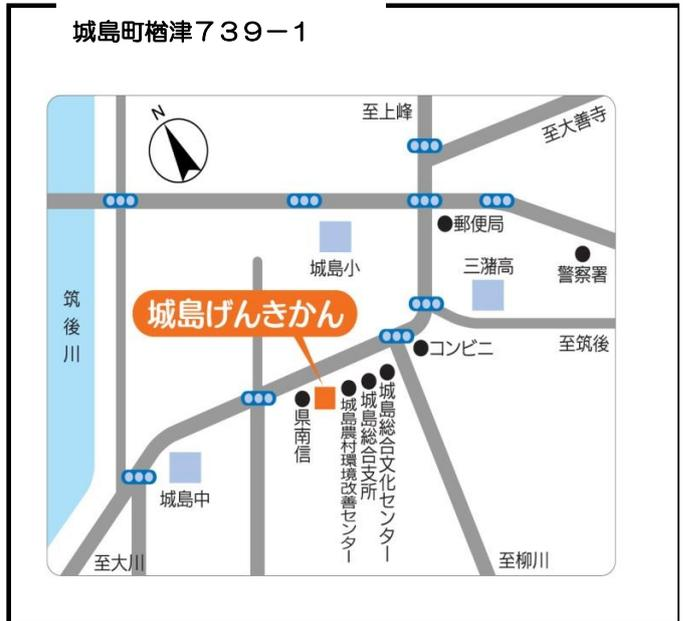 城島町楢津７３９－１
N
至上峰
至大善寺
郵便局
城島小
三潴高
警察署
筑後川
城島げんきかん
コンビニ
至筑後
県南信
城島農村環境改善センター
城島総合支所
城島総合文化センター
城島中
至大川
至柳川